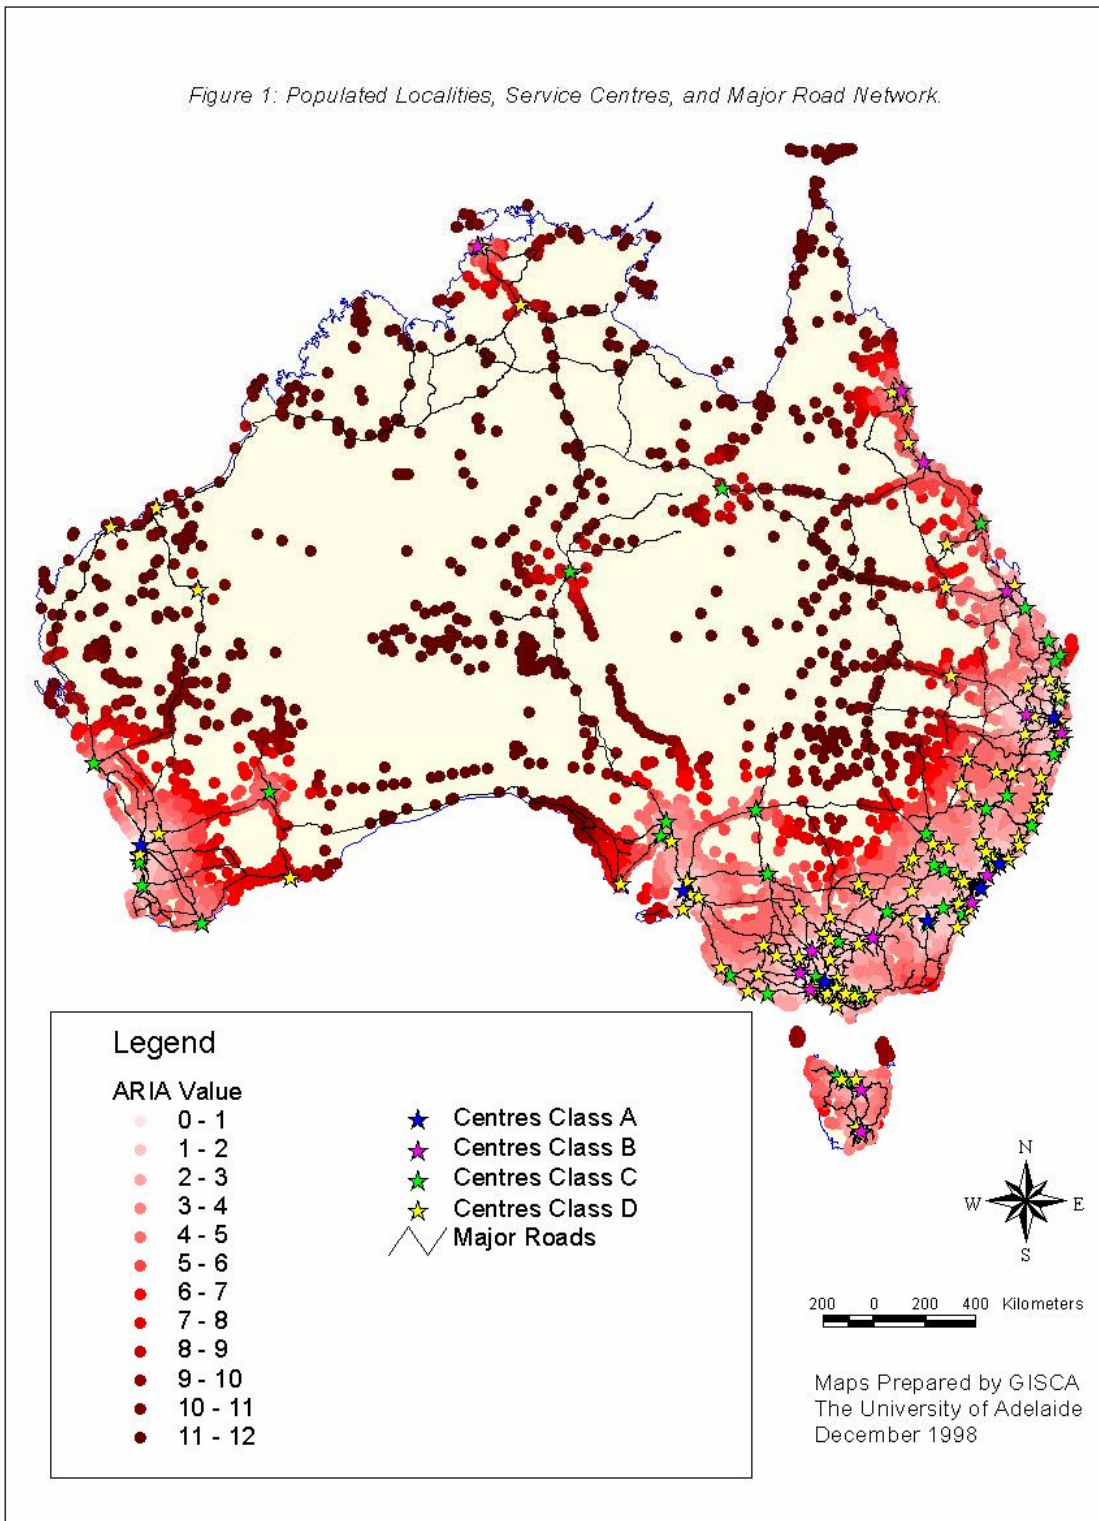 Figure 1: Populated Localities, Service Centres, and Major Road Network.
Legend
ARIA Value
0 - 1
1 - 2
2 - 3
3 - 4
4 - 5
5 - 6
6 - 7
7 - 8
8 - 9
9 - 10
10 - 11
11 - 12
Centres Class A
Centres Class B
Centres Class C
Centres Class D
Major Roads
N
W E
S
200 0 200 400 Kilometers
Maps Prepared by GISCA
The University of Adelaide
December 1998